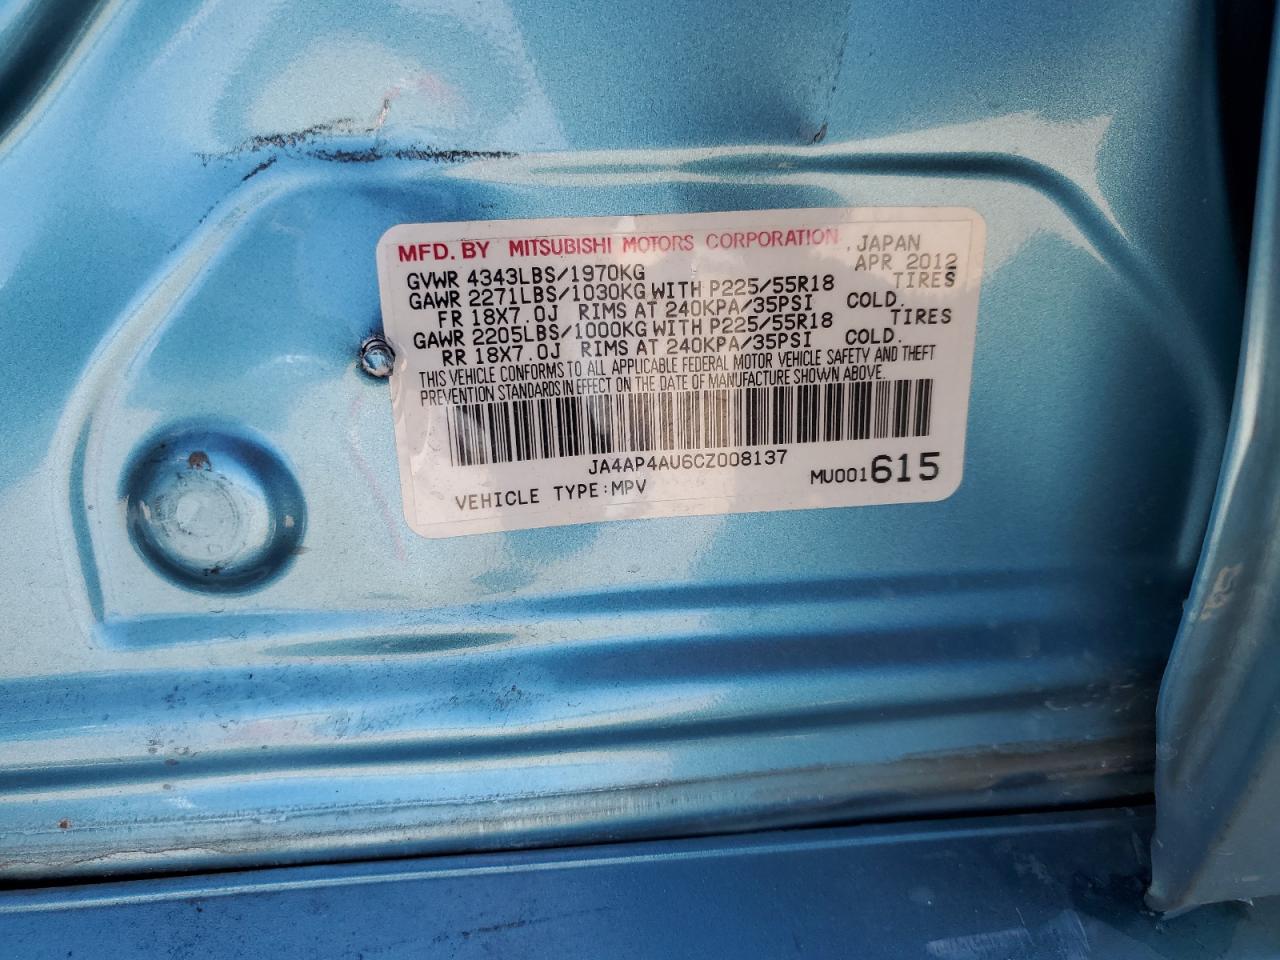 MFD. BY MITSUBISHI MOTORS CORPORATION, JAPAN
GVWR 4343LBS/1970KG APR 2012
GAWR 2271LBS/1030KG WITH P225/55R18 TIRES
FR 18X7.0J RIMS AT 240KPA/35PSI COLD.
GAWR 2205LBS/1000KG WITH P225/55R18 TIRES
RR 18X7.0J RIMS AT 240KPA/35PSI COLD.
THIS VEHICLE CONFORMS TO ALL APPLICABLE FEDERAL MOTOR VEHICLE SAFETY AND THEFT
PREVENTION STANDARDS IN EFFECT ON THE DATE OF MANUFACTURE SHOWN ABOVE.
JA4AP4AU6CZ008137
VEHICLE TYPE:MPV MU001615